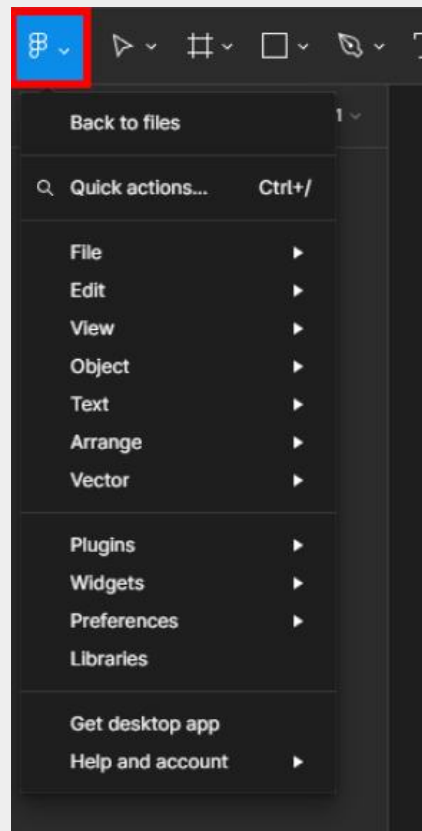 Back to files
Quick actions... Ctrl+/
File
Edit
View
Object
Text
Arrange
Vector
Plugins
Widgets
Preferences
Libraries
Get desktop app
Help and account